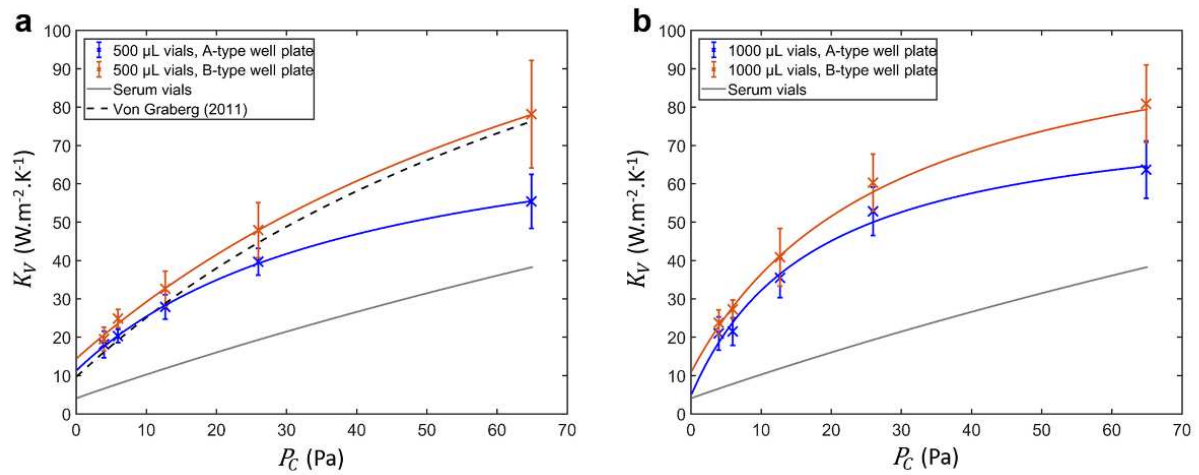 a
100
90
80
70
60
50
40
30
20
10
0
K_V (W.m⁻².K⁻¹)
500 µL vials, A-type well plate
500 µL vials, B-type well plate
Serum vials
Von Graberg (2011)
0 10 20 30 40 50 60 70
P_C (Pa)
b
100
90
80
70
60
50
40
30
20
10
0
K_V (W.m⁻².K⁻¹)
1000 µL vials, A-type well plate
1000 µL vials, B-type well plate
Serum vials
0 10 20 30 40 50 60 70
P_C (Pa)